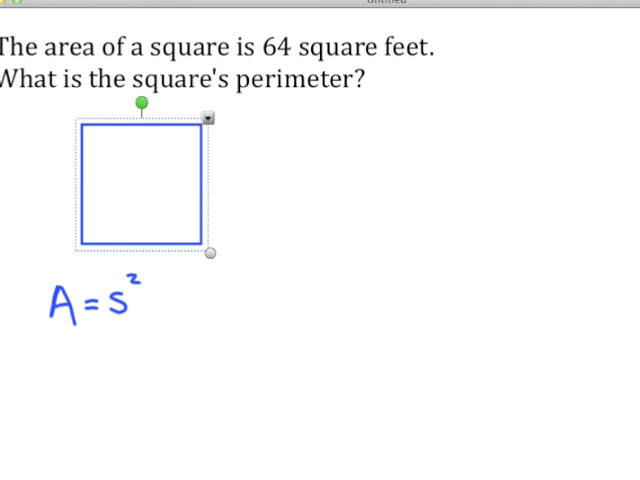 The area of a square is 64 square feet.
What is the square's perimeter?
A = s²